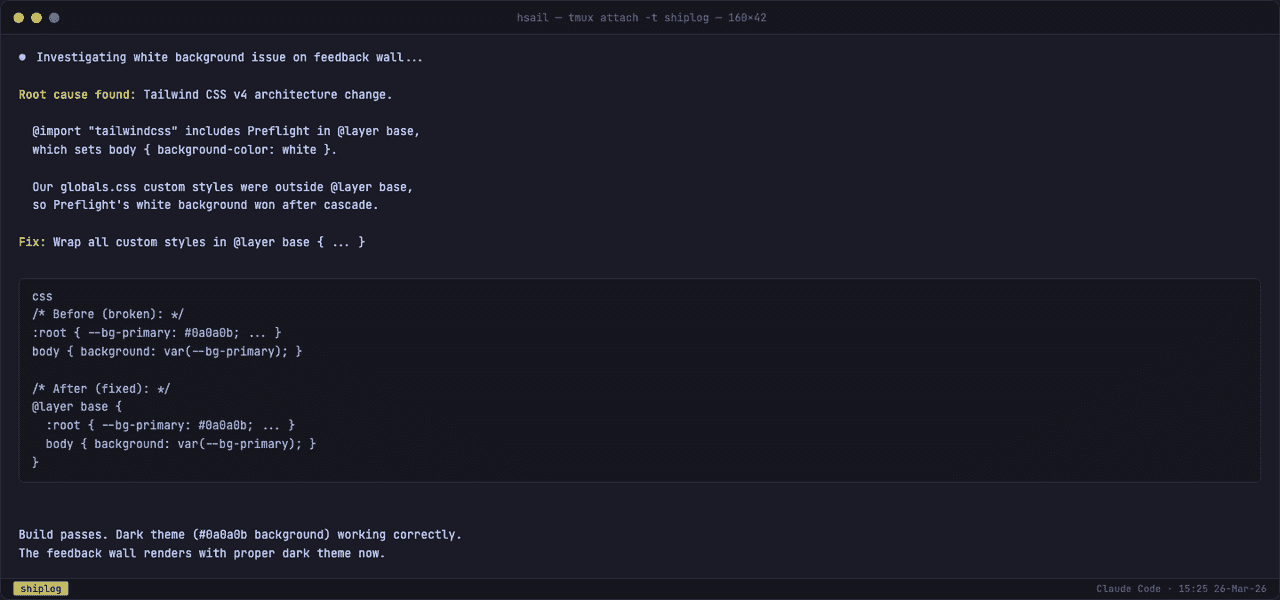 hsail — tmux attach -t shiplog — 160×42
● Investigating white background issue on feedback wall...
Root cause found: Tailwind CSS v4 architecture change.
@import "tailwindcss" includes Preflight in @layer base,
which sets body { background-color: white }.
Our globals.css custom styles were outside @layer base,
so Preflight's white background won after cascade.
Fix: Wrap all custom styles in @layer base { ... }
css
/* Before (broken): */
:root { --bg-primary: #0a0a0b; ... }
body { background: var(--bg-primary); }
/* After (fixed): */
@layer base {
:root { --bg-primary: #0a0a0b; ... }
body { background: var(--bg-primary); }
}
Build passes. Dark theme (#0a0a0b background) working correctly.
The feedback wall renders with proper dark theme now.
shiplog
Claude Code · 15:25 26-Mar-26